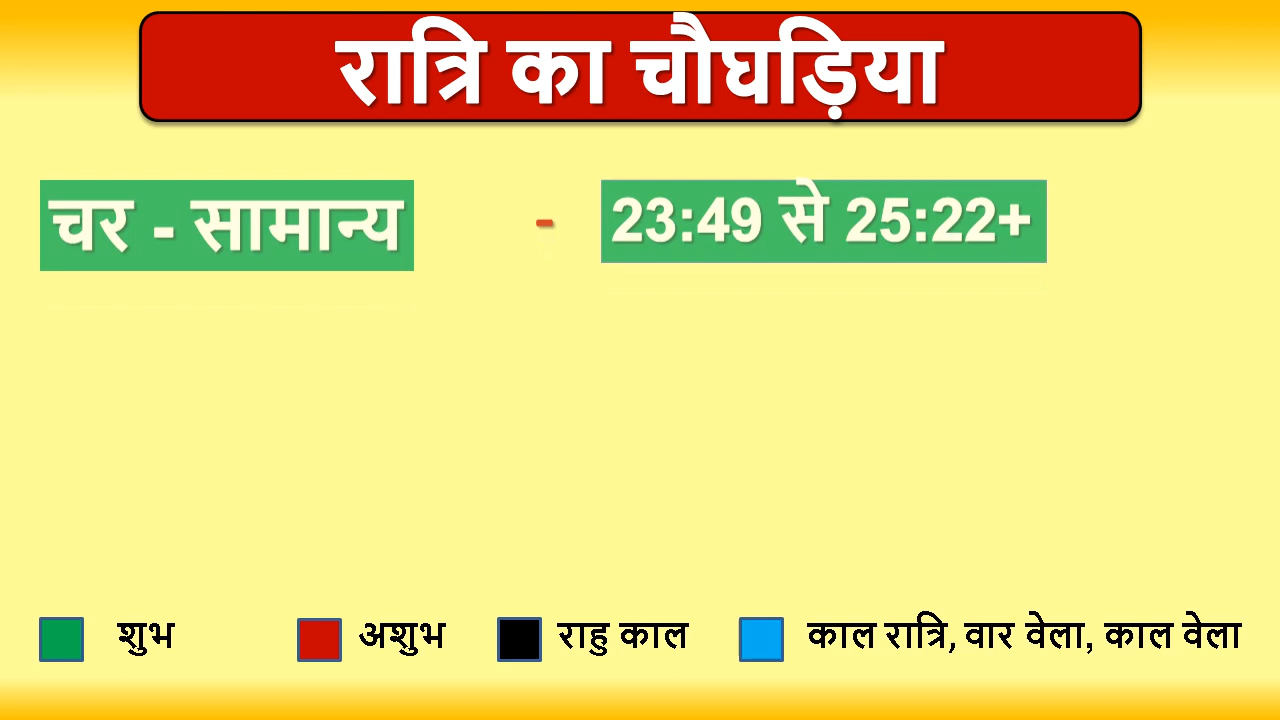 रात्रि का चौघड़िया
चर - सामान्य - 23:49 से 25:22+
शुभ अशुभ राहु काल काल रात्रि, वार वेला, काल वेला